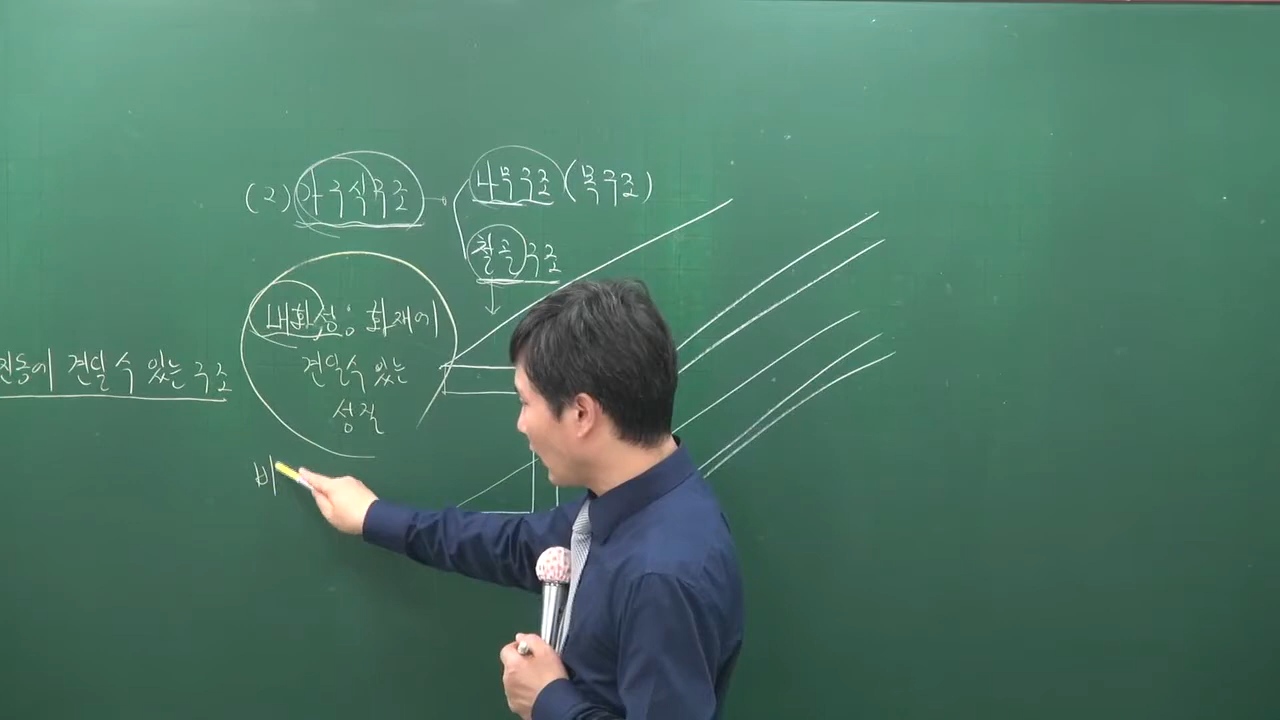 (2) 가구식구조 나무구조 (목구조)
철골구조
내화성: 화재에
견딜 수 있는
성질
진동에 견딜 수 있는 구조
비